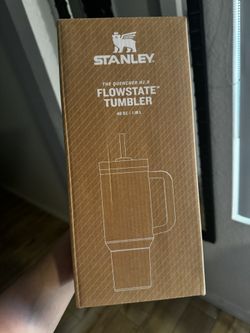 STANLEY
THE QUENCHER H2.0
FLOWSTATE™
TUMBLER
40 OZ | 1.18 L